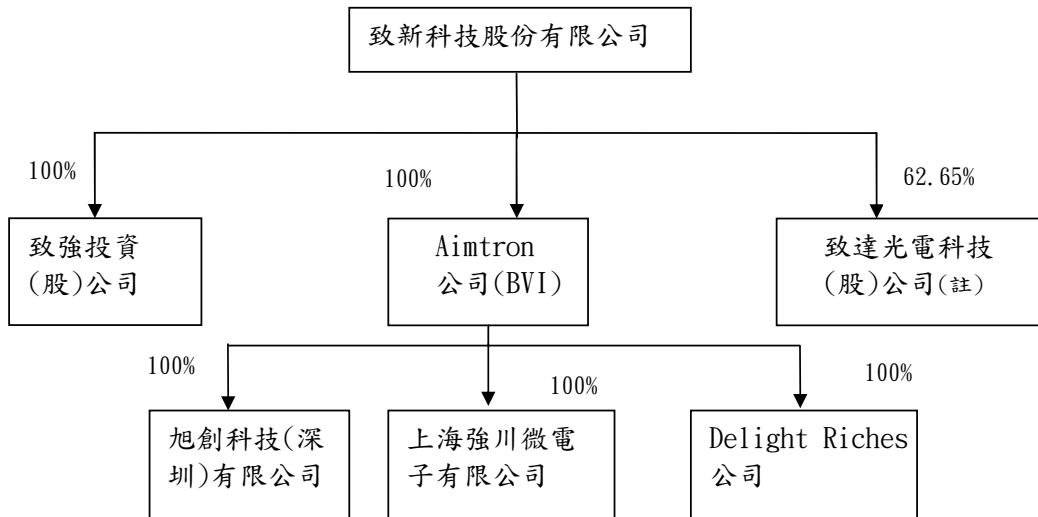 致新科技股份有限公司
100%
100%
62.65%
致強投資
(股)公司
Aimtron
公司(BVI)
致達光電科技
(股)公司(註)
100%
100%
100%
旭創科技(深
圳)有限公司
上海強川微電
子有限公司
Delight Riches
公司